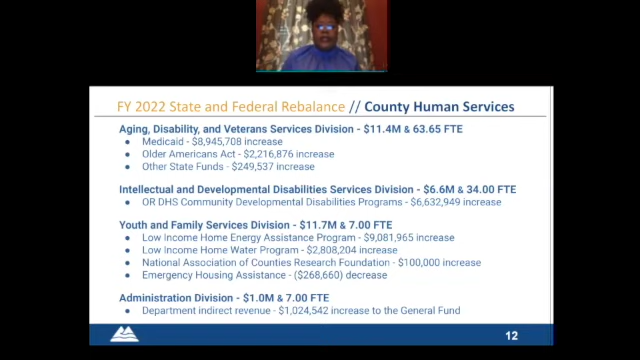 FY 2022 State and Federal Rebalance // County Human Services
Aging, Disability, and Veterans Services Division - $11.4M & 63.65 FTE
● Medicaid - $8,945,708 increase
● Older Americans Act - $2,216,876 increase
● Other State Funds - $249,537 increase
Intellectual and Developmental Disabilities Services Division - $6.6M & 34.00 FTE
● OR DHS Community Developmental Disabilities Programs - $6,632,949 increase
Youth and Family Services Division - $11.7M & 7.00 FTE
● Low Income Home Energy Assistance Program - $9,081,965 increase
● Low Income Home Water Program - $2,808,204 increase
● National Association of Counties Research Foundation - $100,000 increase
● Emergency Housing Assistance - ($268,660) decrease
Administration Division - $1.0M & 7.00 FTE
● Department indirect revenue - $1,024,542 increase to the General Fund
12